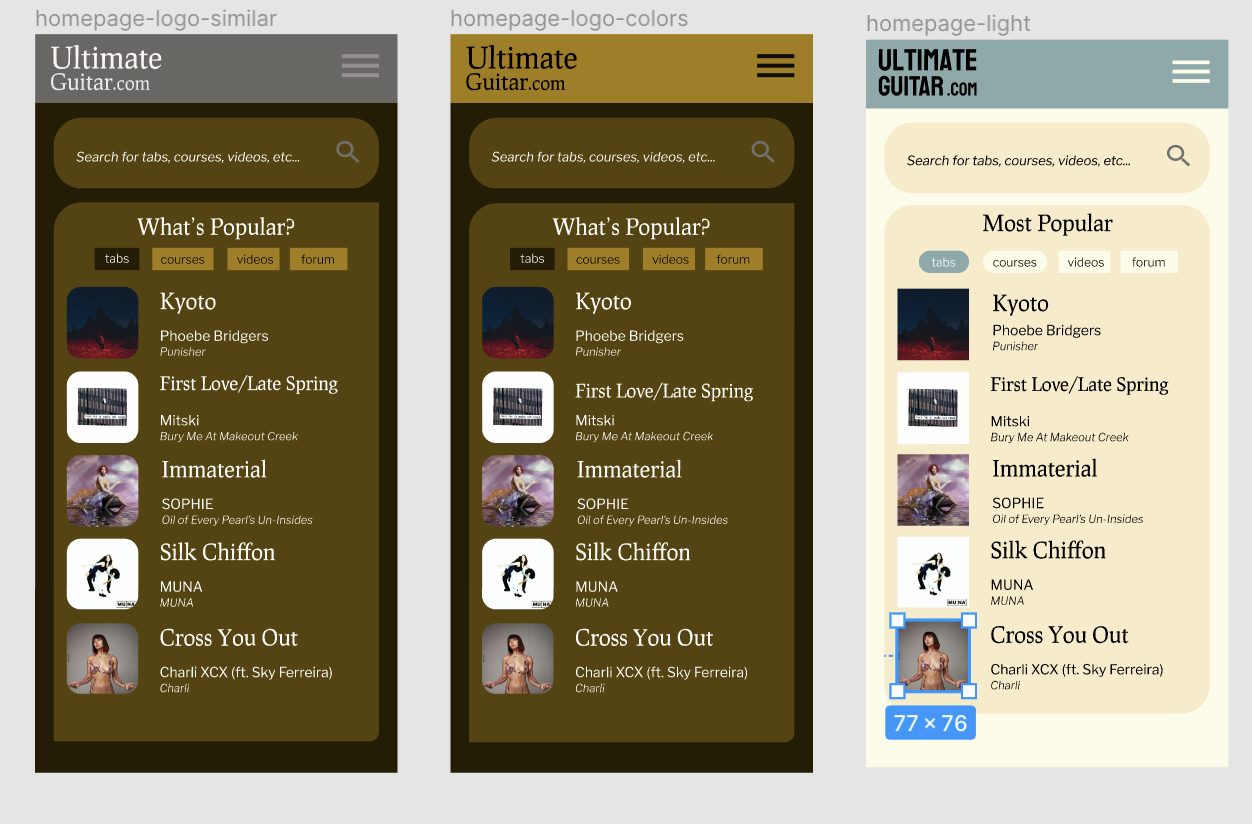 homepage-logo-similar
Ultimate
Guitar.com
Search for tabs, courses, videos, etc...
What's Popular?
tabs courses videos forum
Kyoto
Phoebe Bridgers
Punisher
First Love/Late Spring
Mitski
Bury Me At Makeout Creek
Immaterial
SOPHIE
Oil of Every Pearl's Un-Insides
Silk Chiffon
MUNA
MUNA
MUNA
Cross You Out
Charli XCX (ft. Sky Ferreira)
Charli
homepage-logo-colors
Ultimate
Guitar.com
Search for tabs, courses, videos, etc...
What's Popular?
tabs courses videos forum
Kyoto
Phoebe Bridgers
Punisher
First Love/Late Spring
Mitski
Bury Me At Makeout Creek
Immaterial
SOPHIE
Oil of Every Pearl's Un-Insides
Silk Chiffon
MUNA
MUNA
MUNA
Cross You Out
Charli XCX (ft. Sky Ferreira)
Charli
homepage-light
ULTIMATE
GUITAR.COM
Search for tabs, courses, videos, etc...
Most Popular
tabs courses videos forum
Kyoto
Phoebe Bridgers
Punisher
First Love/Late Spring
Mitski
Bury Me At Makeout Creek
Immaterial
SOPHIE
Oil of Every Pearl's Un-Insides
Silk Chiffon
MUNA
MUNA
MUNA
Cross You Out
Charli XCX (ft. Sky Ferreira)
Charli
77 × 76